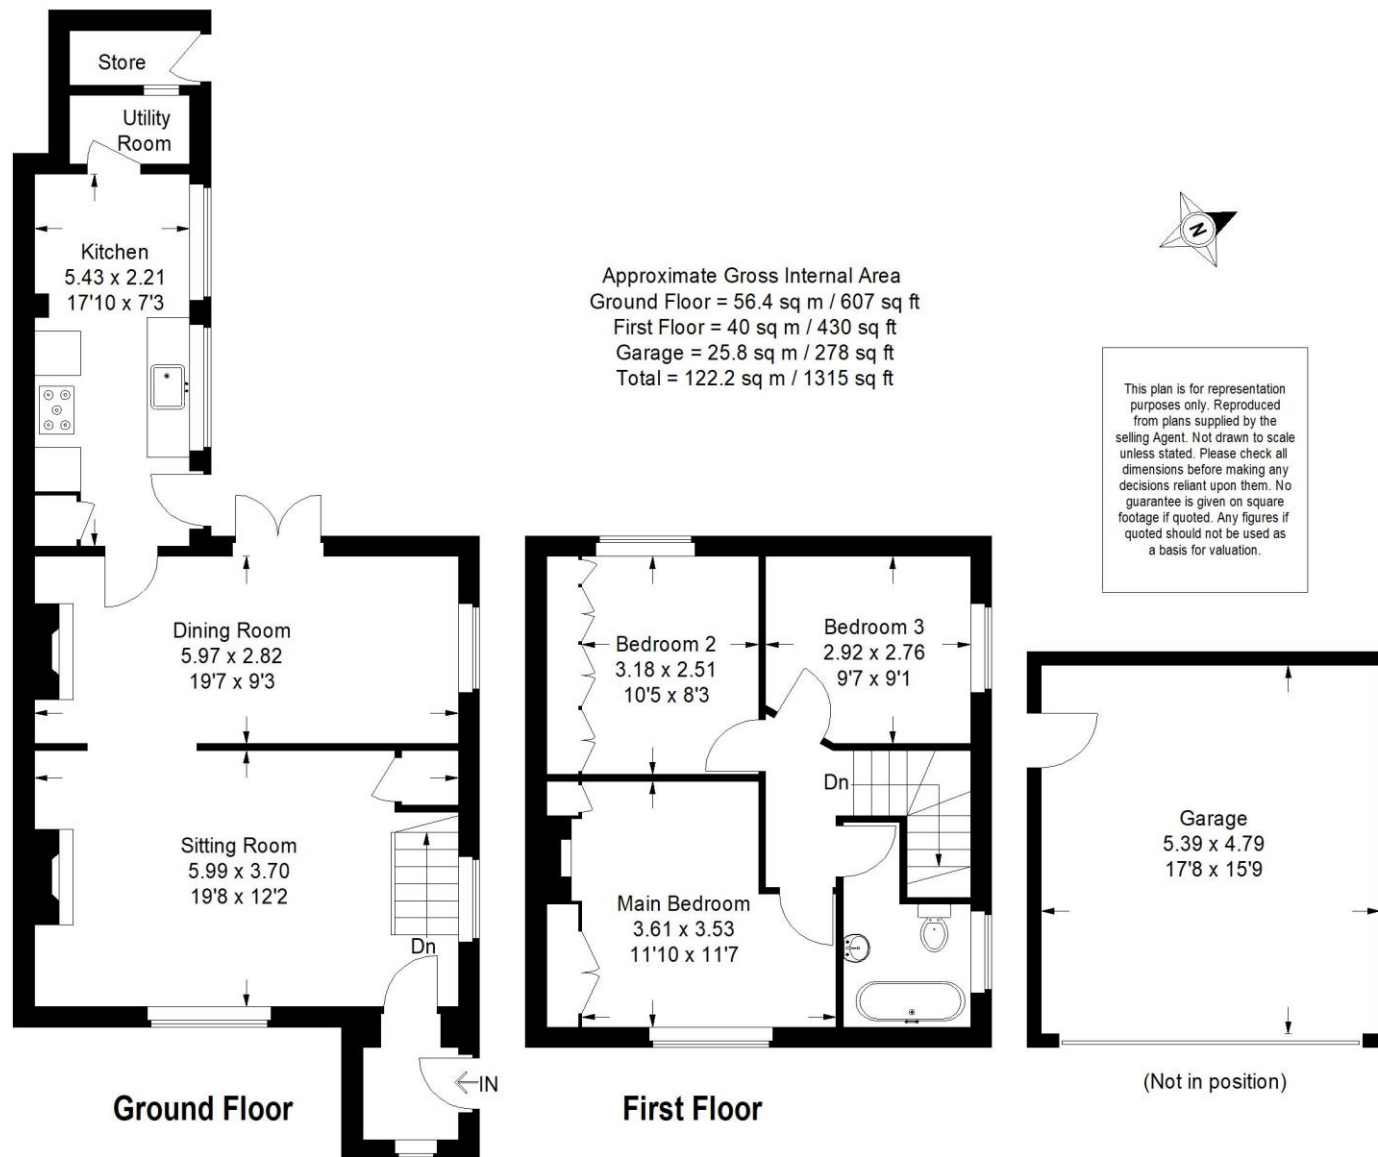 Store
Utility
Room
Kitchen
5.43 x 2.21
17'10 x 7'3
Approximate Gross Internal Area
Ground Floor = 56.4 sq m / 607 sq ft
First Floor = 40 sq m / 430 sq ft
Garage = 25.8 sq m / 278 sq ft
Total = 122.2 sq m / 1315 sq ft
N
This plan is for representation
purposes only. Reproduced
from plans supplied by the
selling Agent. Not drawn to scale
unless stated. Please check all
dimensions before making any
decisions reliant upon them. No
guarantee is given on square
footage if quoted. Any figures if
quoted should not be used as
a basis for valuation.
Dining Room
5.97 x 2.82
19'7 x 9'3
Sitting Room
5.99 x 3.70
19'8 x 12'2
Dn
IN
Ground Floor
Bedroom 2
3.18 x 2.51
10'5 x 8'3
Bedroom 3
2.92 x 2.76
9'7 x 9'1
Dn
Main Bedroom
3.61 x 3.53
11'10 x 11'7
First Floor
Garage
5.39 x 4.79
17'8 x 15'9
(Not in position)